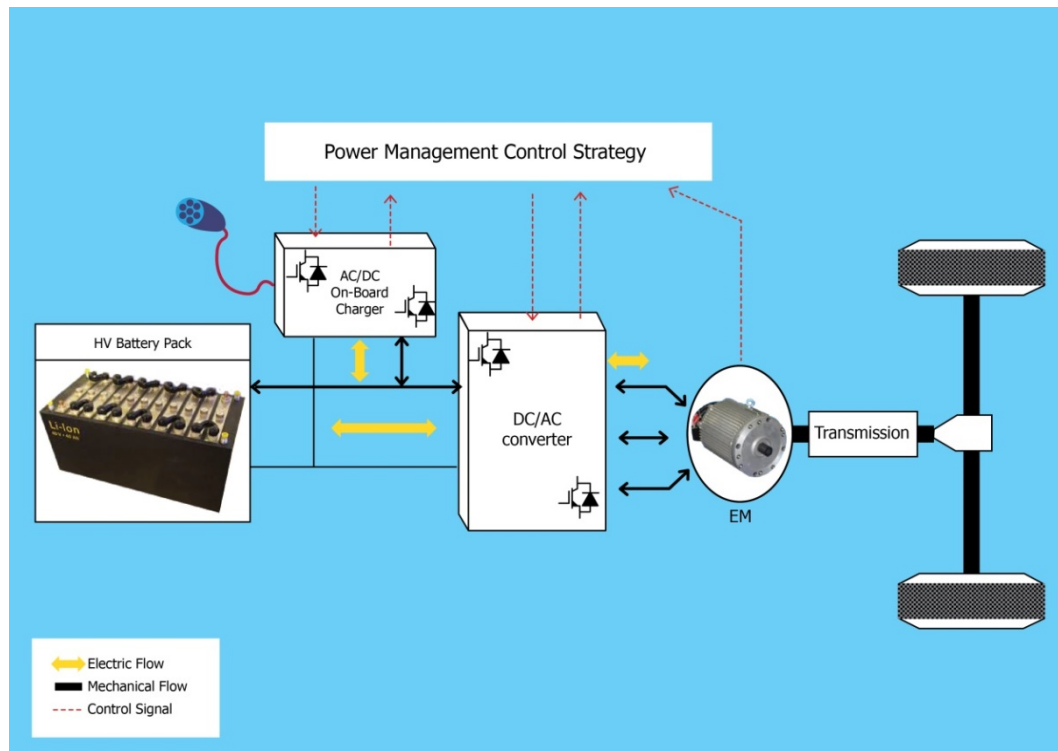 Power Management Control Strategy
AC/DC
On-Board
Charger
HV Battery Pack
Li-Ion
DC/AC
converter
Transmission
EM
Electric Flow
Mechanical Flow
Control Signal